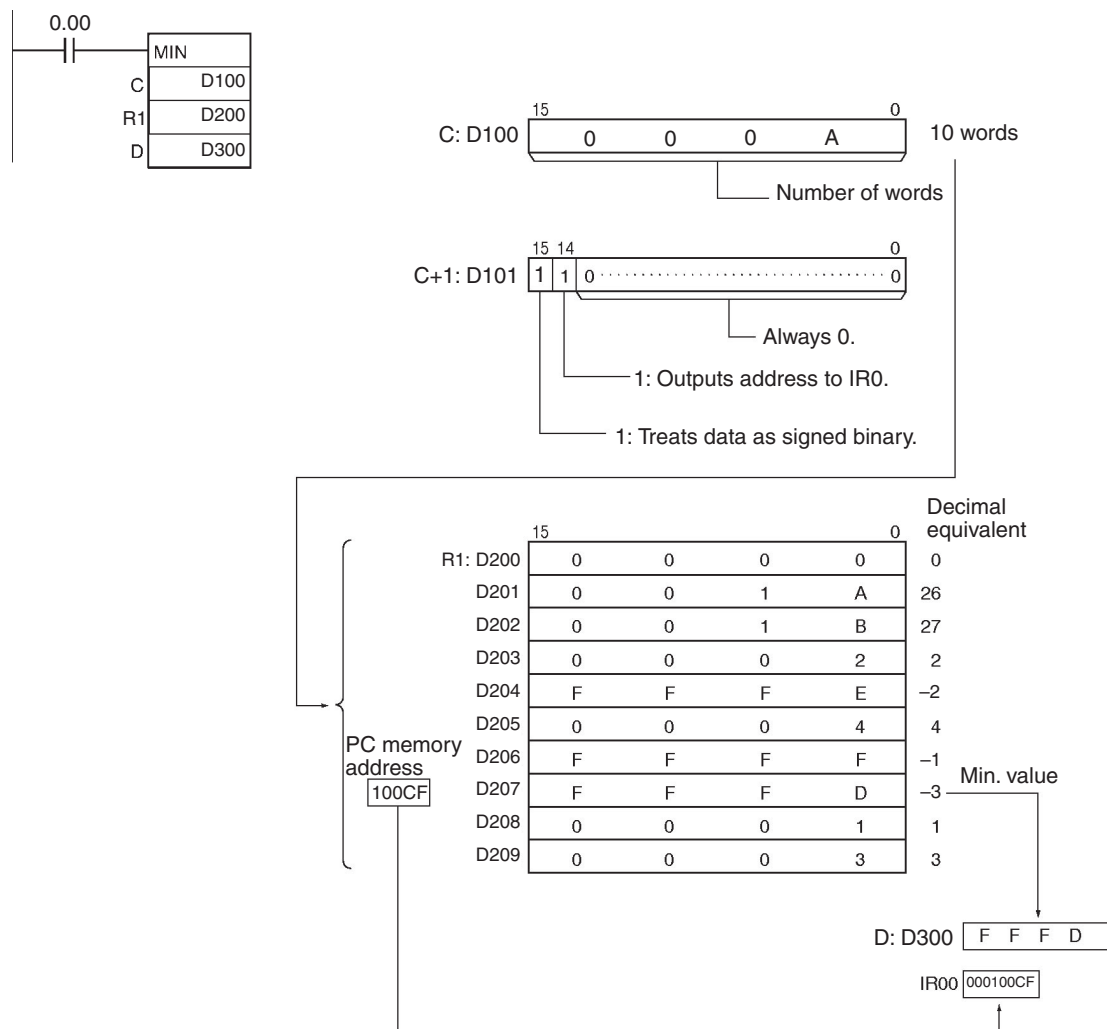 0.00
MIN
C D100
R1 D200
D D300
15 0
C: D100 0 0 0 A 10 words
Number of words
15 14 0
C+1: D101 1 1 0 0
Always 0.
1: Outputs address to IR0.
1: Treats data as signed binary.
Decimal
equivalent
15 0
R1: D200 0 0 0 0 0
D201 0 0 1 A 26
D202 0 0 1 B 27
D203 0 0 0 2 2
D204 F F F E –2
D205 0 0 0 4 4
D206 F F F F –1
PC memory
address
100CF
D207 F F F D –3
Min. value
D208 0 0 0 1 1
D209 0 0 0 3 3
D: D300 F F F D
IR00 000100CF